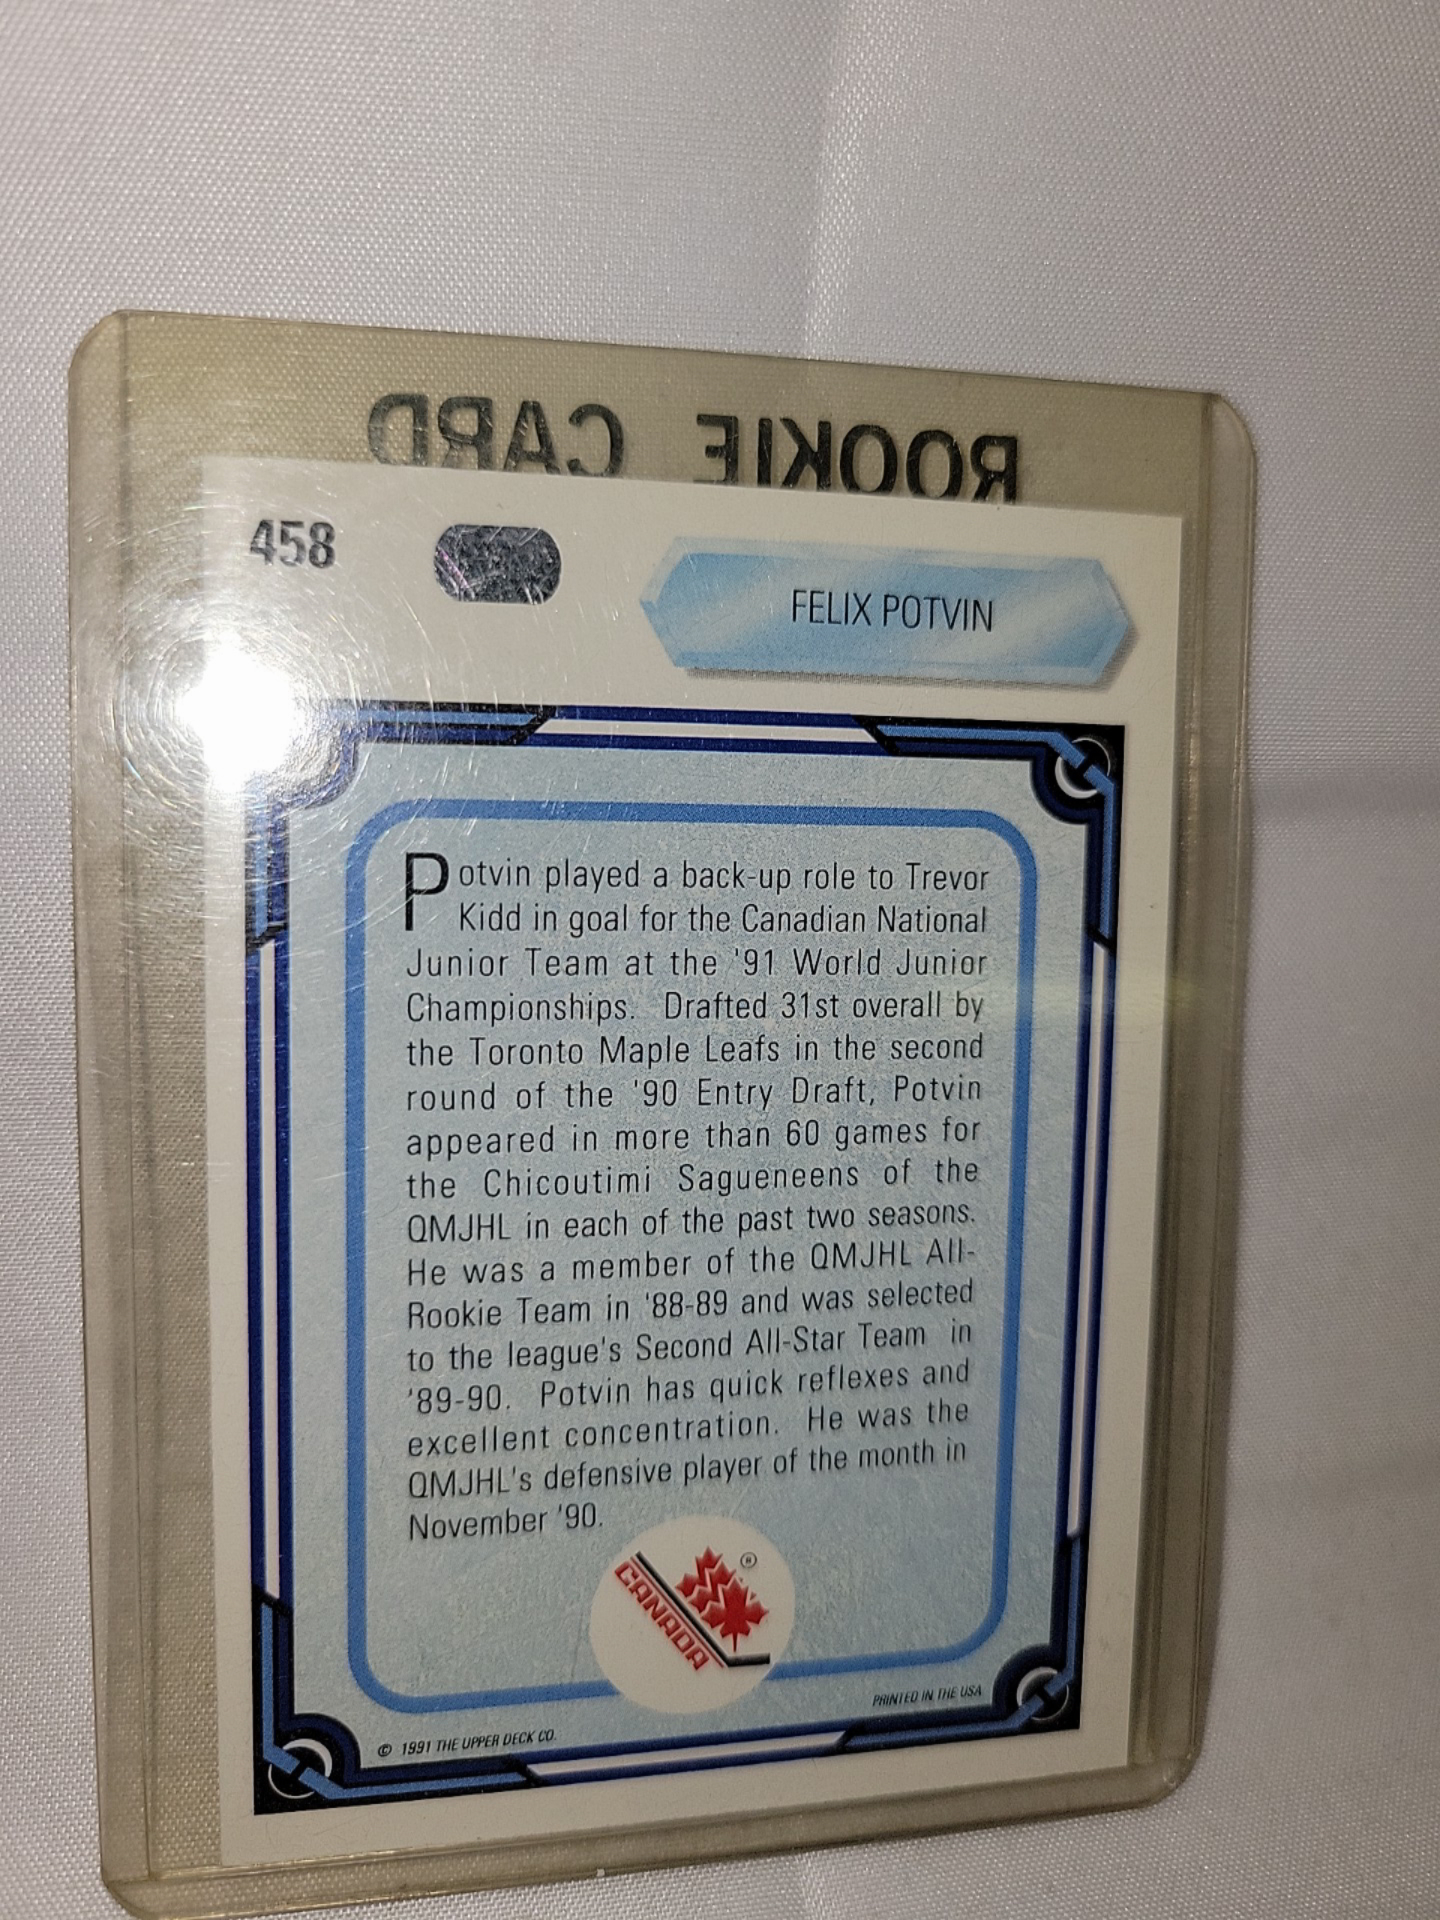 ROOKIE CARD
458
FELIX POTVIN
Potvin played a back-up role to Trevor
Kidd in goal for the Canadian National
Junior Team at the '91 World Junior
Championships. Drafted 31st overall by
the Toronto Maple Leafs in the second
round of the '90 Entry Draft, Potvin
appeared in more than 60 games for
the Chicoutimi Sagueneens of the
QMJHL in each of the past two seasons.
He was a member of the QMJHL All-
Rookie Team in '88-89 and was selected
to the league's Second All-Star Team in
'89-90. Potvin has quick reflexes and
excellent concentration. He was the
QMJHL's defensive player of the month in
November '90.
CANADA ®
PRINTED IN THE USA
© 1991 THE UPPER DECK CO.